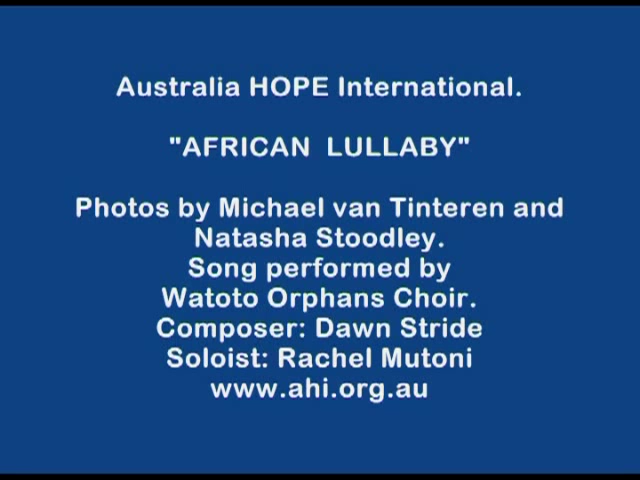 Australia HOPE International.
"AFRICAN LULLABY"
Photos by Michael van Tinteren and
Natasha Stoodley.
Song performed by
Watoto Orphans Choir.
Composer: Dawn Stride
Soloist: Rachel Mutoni
www.ahi.org.au